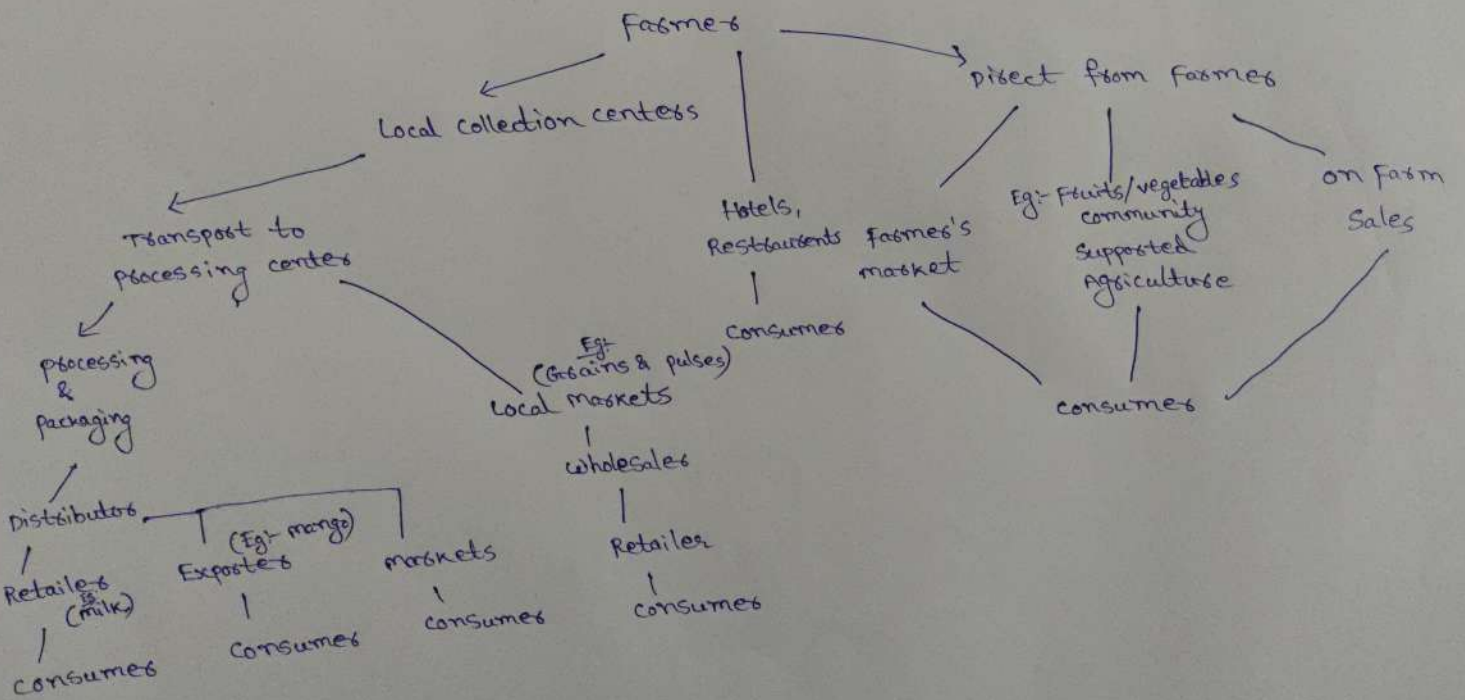 Farmer
Direct from Farmer
Local collection centers
Hotels,
Restraurents
Farmer's
market
Eg:- Fruits/vegetables
community
Supported
Agriculture
on Farm
Sales
Transport to
processing center
consumer
consumer
processing
&
packaging
Eg:-
(Grains & pulses)
Local markets
wholesaler
Retailer
consumer
Distributor
Retailer
(milk)
consumer
(Eg:- mango)
Exporter
consumer
markets
consumer